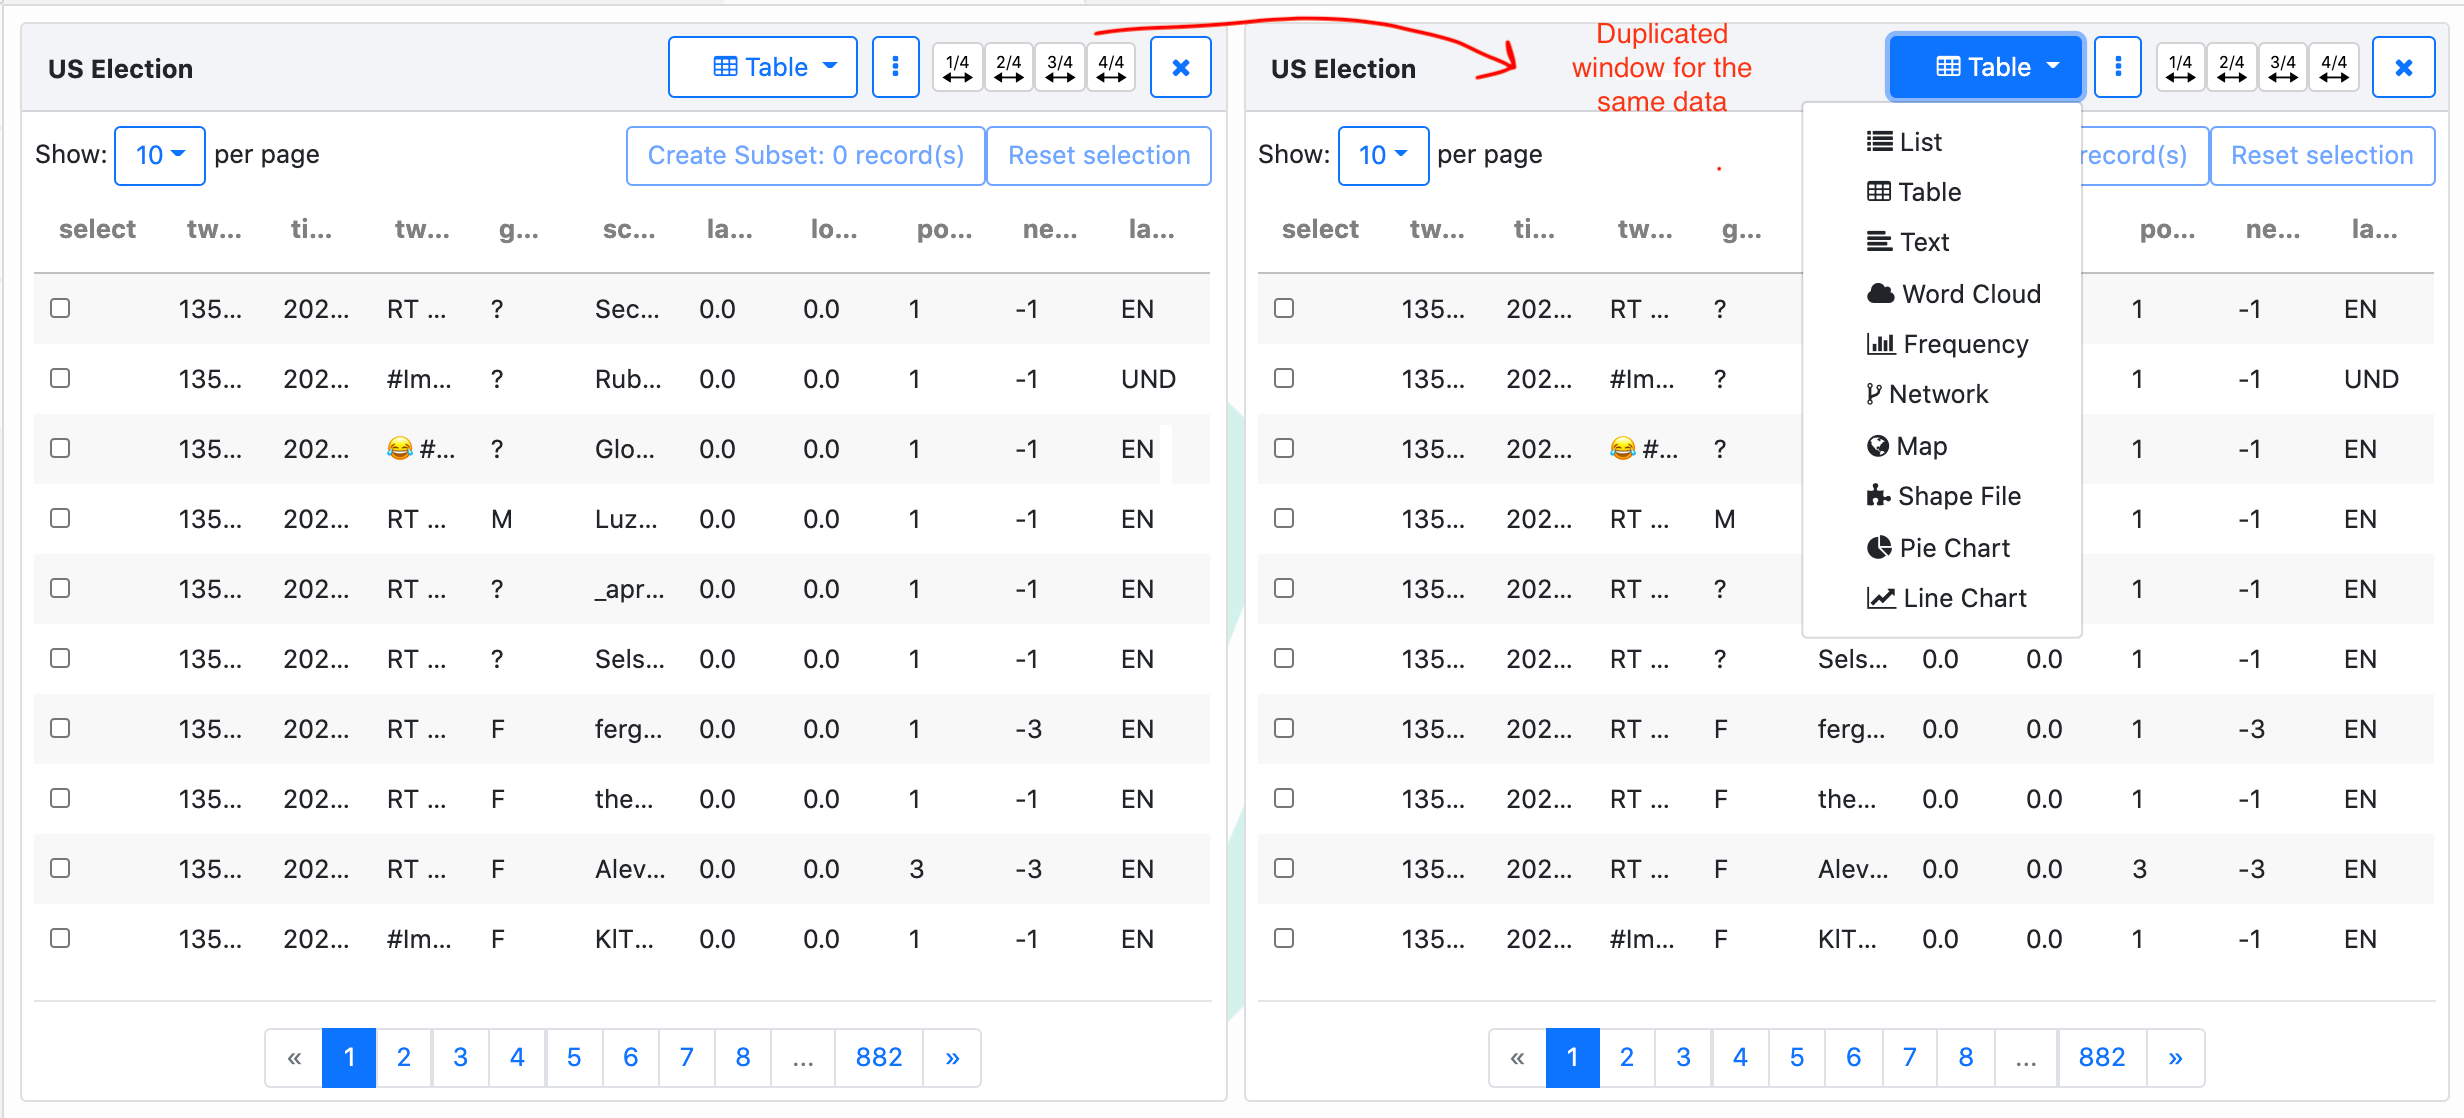 US Election
Table
1/4 2/4 3/4 4/4
Show: 10 per page
Create Subset: 0 record(s) Reset selection
select tw... ti... tw... g... sc... la... lo... po... ne... la...
135... 202... RT ... ? Sec... 0.0 0.0 1 -1 EN
135... 202... #Im... ? Rub... 0.0 0.0 1 -1 UND
135... 202... 😂 #... ? Glo... 0.0 0.0 1 -1 EN
135... 202... RT ... M Luz... 0.0 0.0 1 -1 EN
135... 202... RT ... ? _apr... 0.0 0.0 1 -1 EN
135... 202... RT ... ? Sels... 0.0 0.0 1 -1 EN
135... 202... RT ... F ferg... 0.0 0.0 1 -3 EN
135... 202... RT ... F the... 0.0 0.0 1 -1 EN
135... 202... RT ... F Alev... 0.0 0.0 3 -3 EN
135... 202... #Im... F KIT... 0.0 0.0 1 -1 EN
« 1 2 3 4 5 6 7 8 ... 882 »
US Election
Duplicated
window for the
same data
Table
1/4 2/4 3/4 4/4
Show: 10 per page
record(s) Reset selection
List
Table
Text
Word Cloud
Frequency
Network
Map
Shape File
Pie Chart
Line Chart
select tw... ti... tw... g... po... ne... la...
135... 202... RT ... ? 1 -1 EN
135... 202... #Im... ? 1 -1 UND
135... 202... 😂 #... ? 1 -1 EN
135... 202... RT ... M 1 -1 EN
135... 202... RT ... ? 1 -1 EN
135... 202... RT ... ? Sels... 0.0 0.0 1 -1 EN
135... 202... RT ... F ferg... 0.0 0.0 1 -3 EN
135... 202... RT ... F the... 0.0 0.0 1 -1 EN
135... 202... RT ... F Alev... 0.0 0.0 3 -3 EN
135... 202... #Im... F KIT... 0.0 0.0 1 -1 EN
« 1 2 3 4 5 6 7 8 ... 882 »